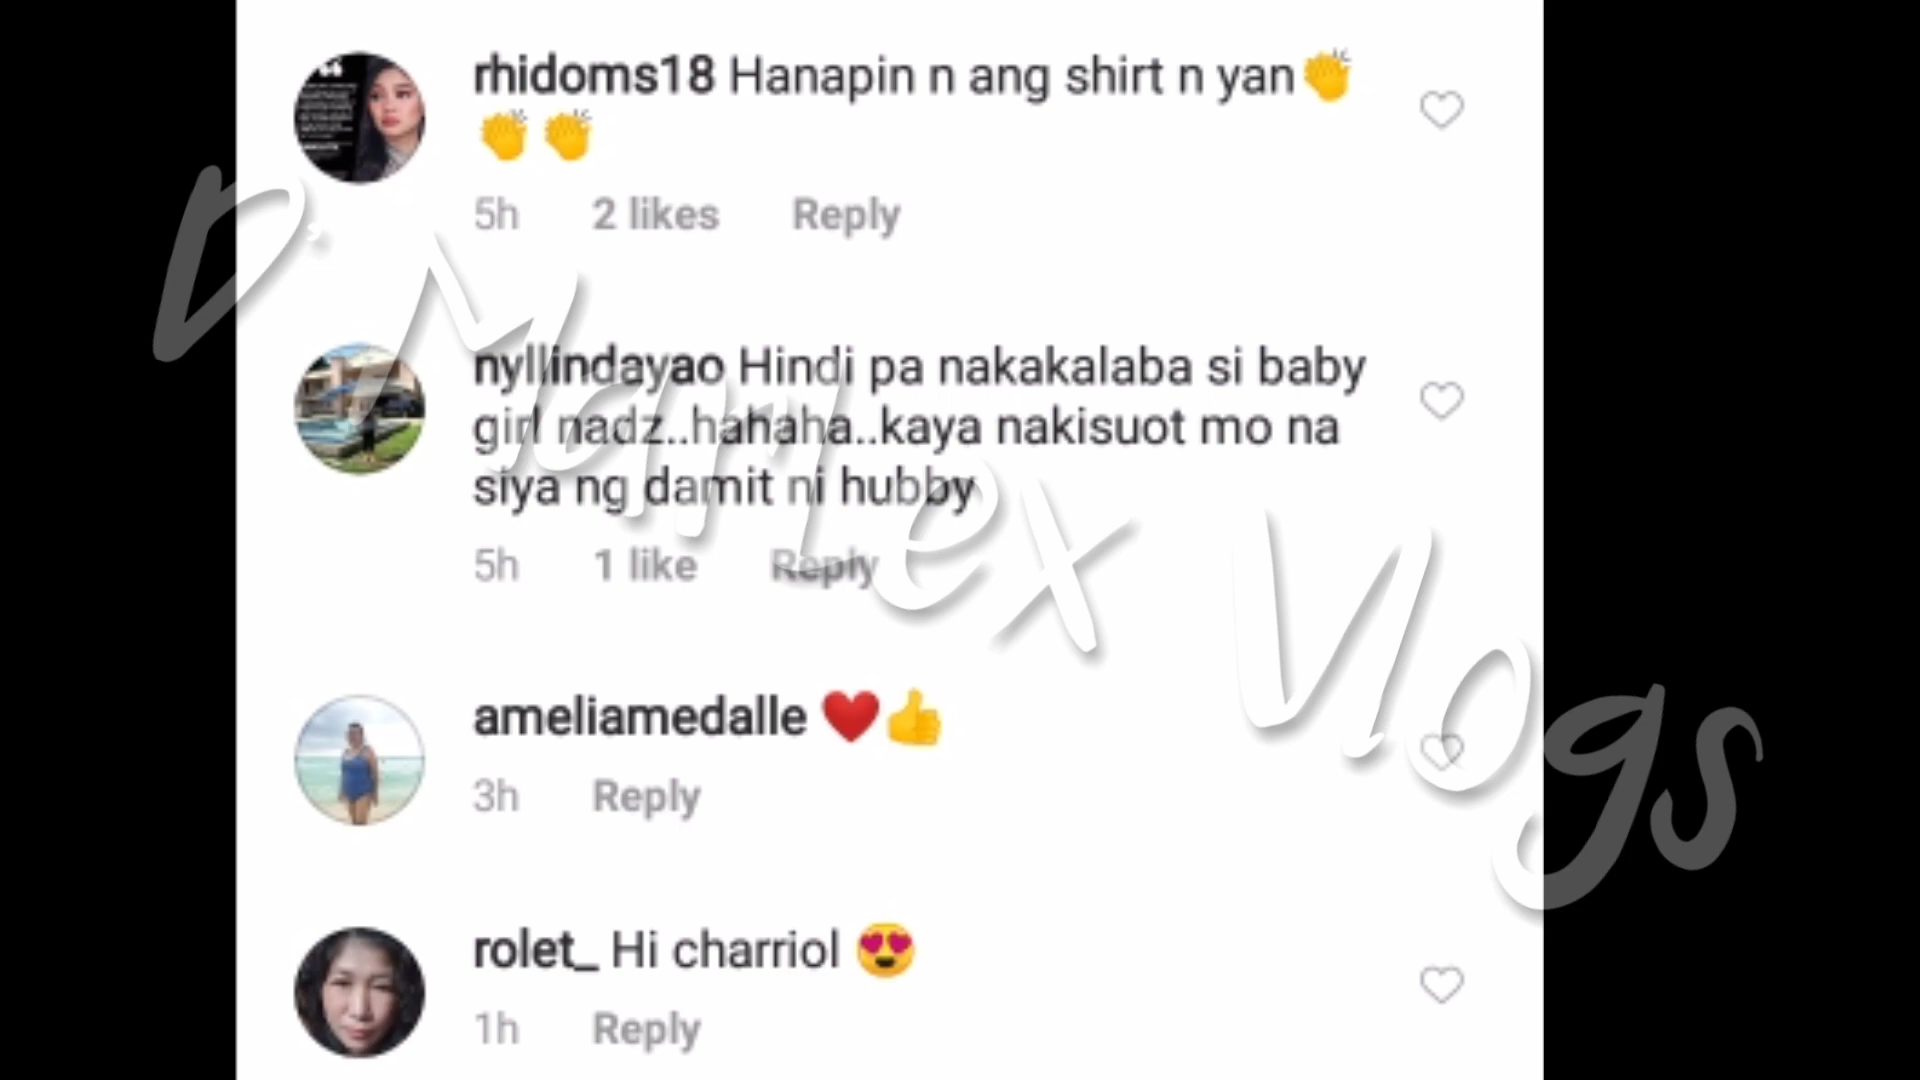 rhidoms18 Hanapin n ang shirt n yan👏
👏👏
5h 2 likes Reply
nyllindayao Hindi pa nakakalaba si baby
girl nadz..hahaha..kaya nakisuot mo na
siya ng damit ni hubby
5h 1 like Reply
ameliamedalle ❤️👍
3h Reply
rolet_ Hi charriol 😍
1h Reply
D' MarLex Vlogs